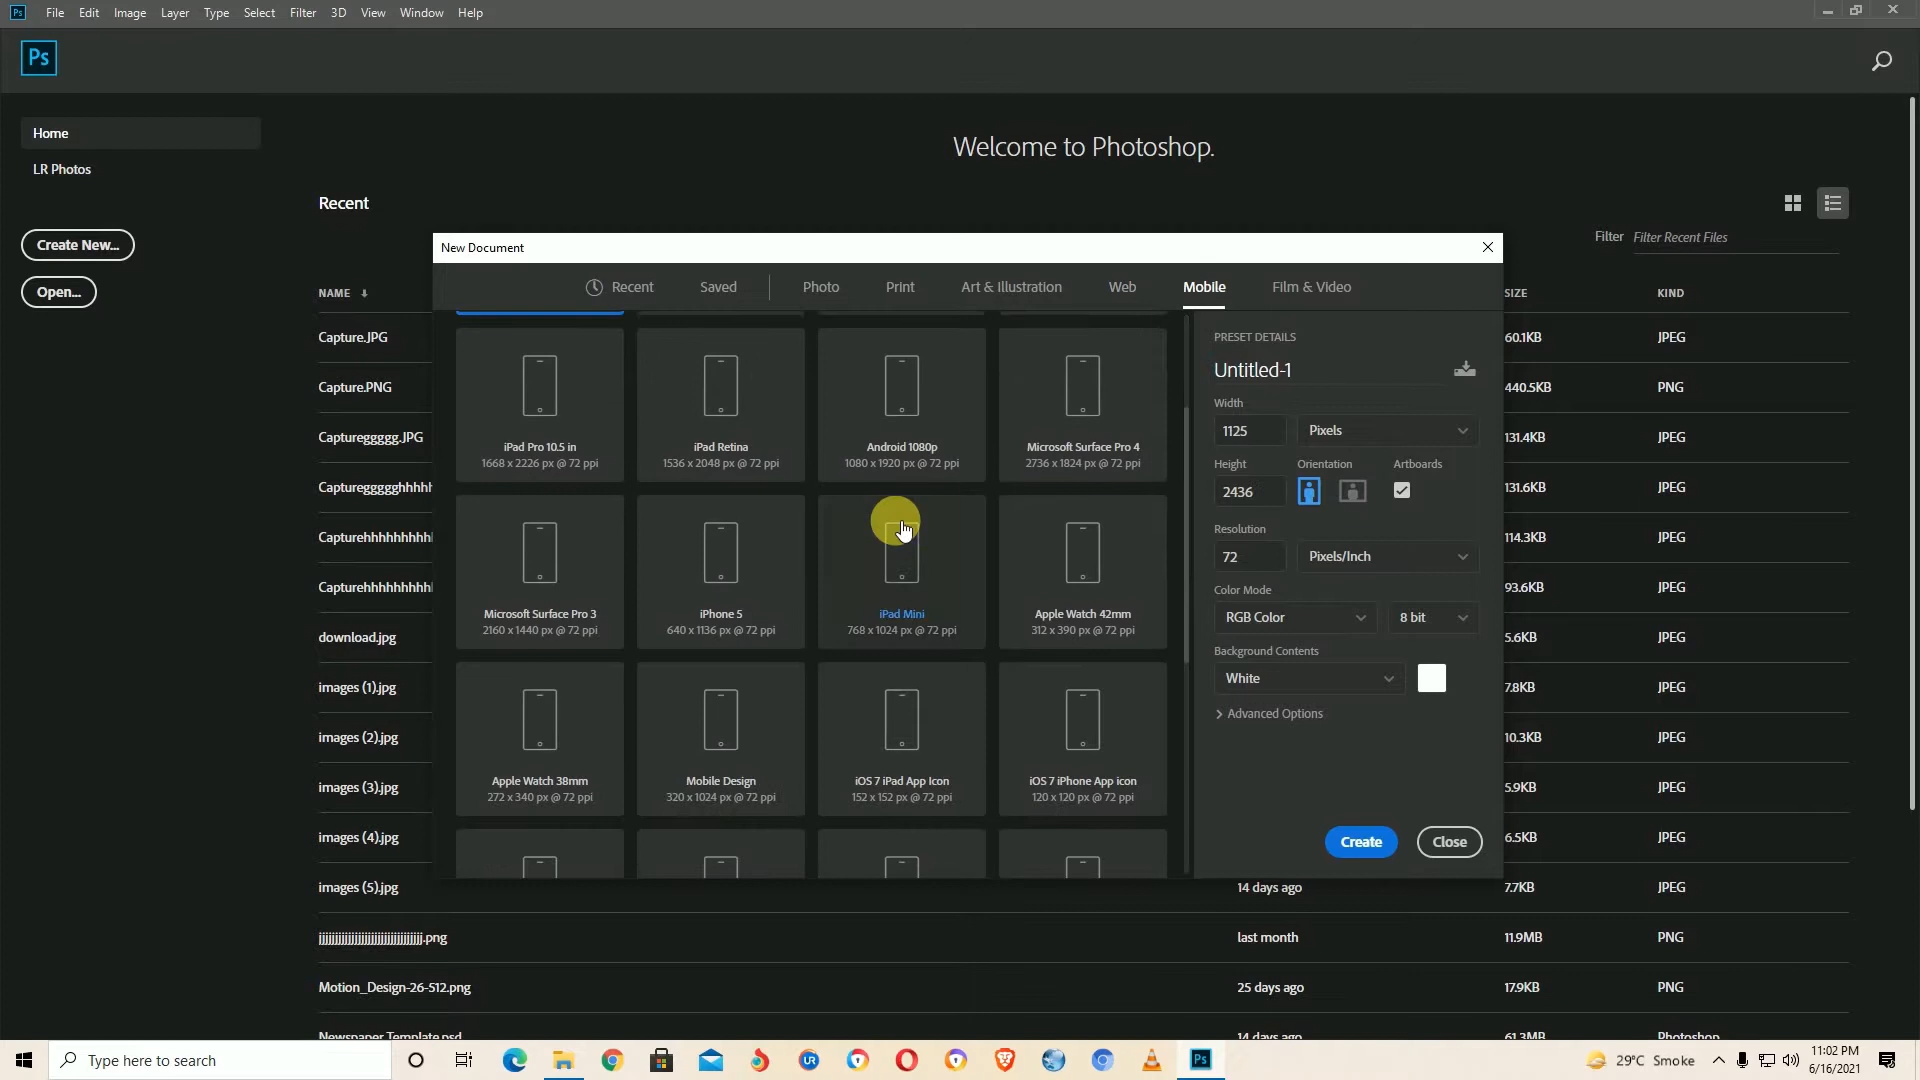 Ps File Edit Image Layer Type Select Filter 3D View Window Help
Ps
Home
LR Photos
Create New...
Open...
Welcome to Photoshop.
Recent
Filter Filter Recent Files
NAME SIZE KIND
Capture.JPG 60.1KB JPEG
Capture.PNG 440.5KB PNG
Captureggggg.JPG 131.4KB JPEG
131.6KB JPEG
114.3KB JPEG
93.6KB JPEG
download.jpg 5.6KB JPEG
images (1).jpg 7.8KB JPEG
images (2).jpg 10.3KB JPEG
images (3).jpg 5.9KB JPEG
images (4).jpg 6.5KB JPEG
images (5).jpg 14 days ago 7.7KB JPEG
last month 11.9MB PNG
Motion_Design-26-512.png 25 days ago 17.9KB PNG
Newspaper Template.psd 14 days ago 61.3MB Photoshop
New Document
Recent Saved Photo Print Art & Illustration Web Mobile Film & Video
iPad Pro 10.5 in
1668 x 2226 px @ 72 ppi
iPad Retina
1536 x 2048 px @ 72 ppi
Android 1080p
1080 x 1920 px @ 72 ppi
Microsoft Surface Pro 4
2736 x 1824 px @ 72 ppi
Microsoft Surface Pro 3
2160 x 1440 px @ 72 ppi
iPhone 5
640 x 1136 px @ 72 ppi
iPad Mini
768 x 1024 px @ 72 ppi
Apple Watch 42mm
312 x 390 px @ 72 ppi
Apple Watch 38mm
272 x 340 px @ 72 ppi
Mobile Design
320 x 1024 px @ 72 ppi
iOS 7 iPad App Icon
152 x 152 px @ 72 ppi
iOS 7 iPhone App icon
120 x 120 px @ 72 ppi
PRESET DETAILS
Untitled-1
Width
1125 Pixels
Height Orientation Artboards
2436
Resolution
72 Pixels/Inch
Color Mode
RGB Color 8 bit
Background Contents
White
Advanced Options
Create Close
Type here to search
UR
Ps
29°C Smoke
11:02 PM
6/16/2021